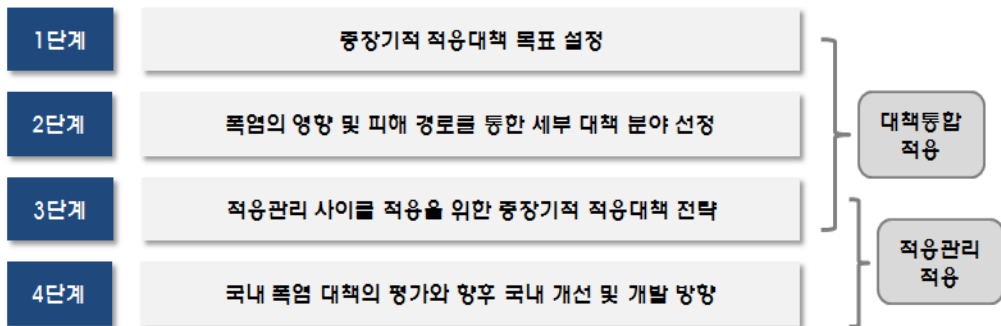 1단계
중장기적 적응대책 목표 설정
2단계
폭염의 영향 및 피해 경로를 통한 세부 대책 분야 선정
3단계
적응관리 사이클 적용을 위한 중장기적 적응대책 전략
4단계
국내 폭염 대책의 평가와 향후 국내 개선 및 개발 방향
대책통합
적용
적응관리
적용